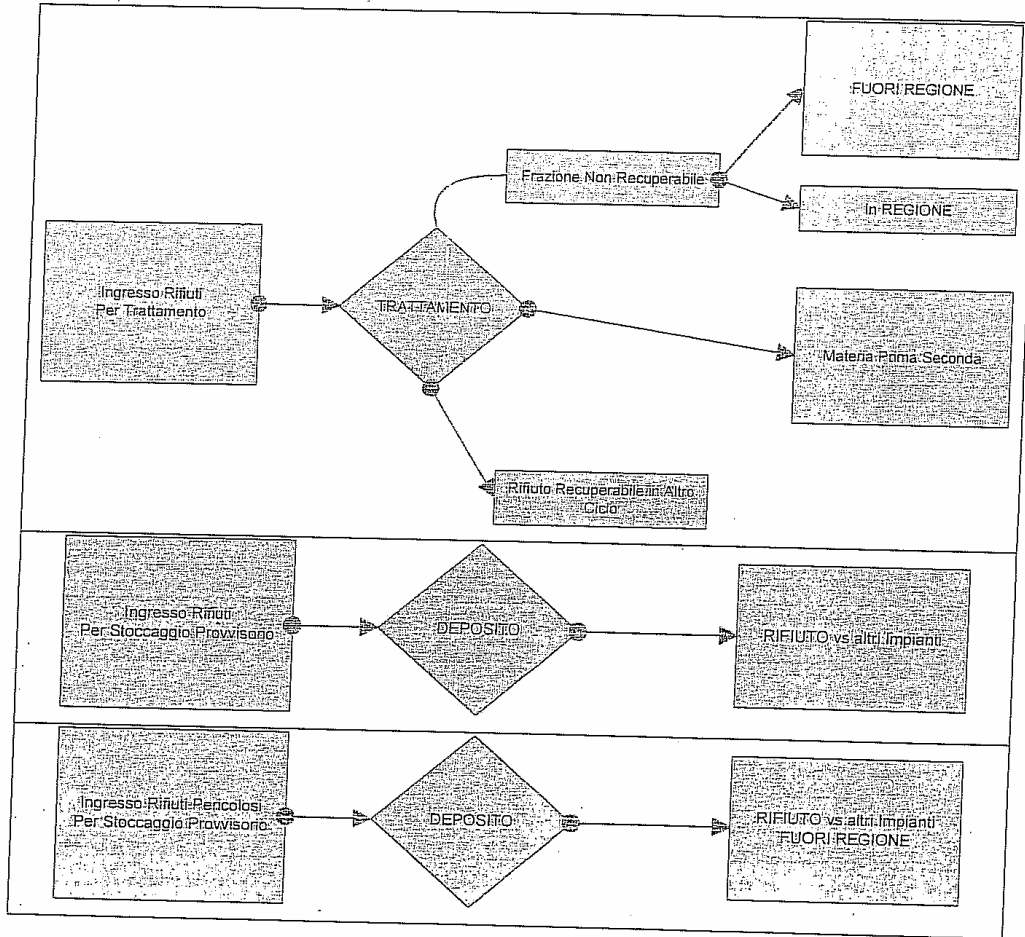 FUORI REGIONE
Frazione Non Recuperabile
In REGIONE
Ingresso Rifiuti
Per Trattamento
TRATTAMENTO
Materia Prima Seconda
Rifiuto Recuperabile in Altro
Ciclo
Ingresso Rifiuti
Per Stoccaggio Provvisorio
DEPOSITO
RIFIUTO vs altri Impianti
Ingresso Rifiuti Pericolosi
Per Stoccaggio Provvisorio
DEPOSITO
RIFIUTO vs altri Impianti
FUORI REGIONE